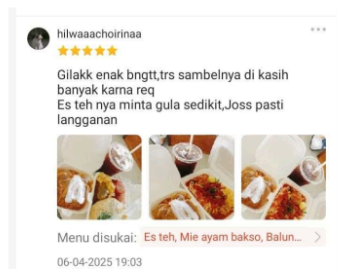 hilwaaachoirinaa
Gilakk enak bngtt,trs sambelnya di kasih
banyak karna req
Es teh nya minta gula sedikit,Joss pasti
langganan
Menu disukai: Es teh, Mie ayam bakso, Balun...
06-04-2025 19:03